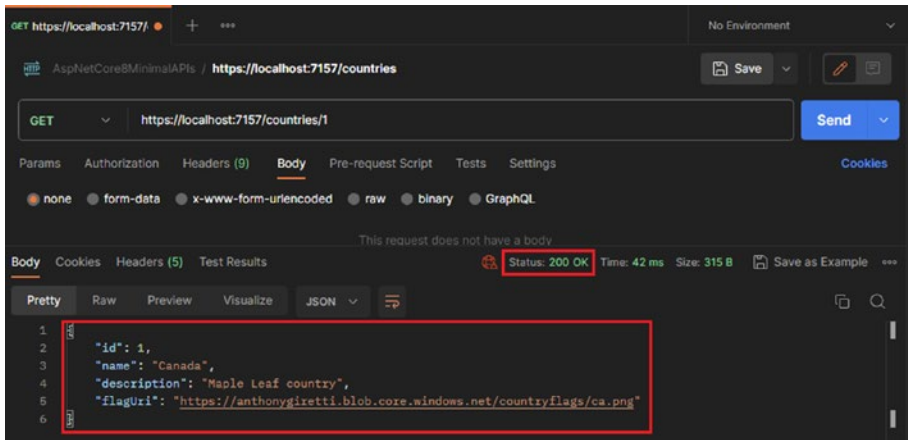 GET https://localhost:7157/
No Environment
HTTP AspNetCore8MinimalAPIs / https://localhost:7157/countries
Save
GET https://localhost:7157/countries/1 Send
Params Authorization Headers (9) Body Pre-request Script Tests Settings Cookies
none form-data x-www-form-urlencoded raw binary GraphQL
This request does not have a body
Body Cookies Headers (5) Test Results Status: 200 OK Time: 42 ms Size: 315 B Save as Example
Pretty Raw Preview Visualize JSON
1 {
2 "id": 1,
3 "name": "Canada",
4 "description": "Maple Leaf country",
5 "flagUri": "https://anthonygiretti.blob.core.windows.net/countryflags/ca.png"
6 }